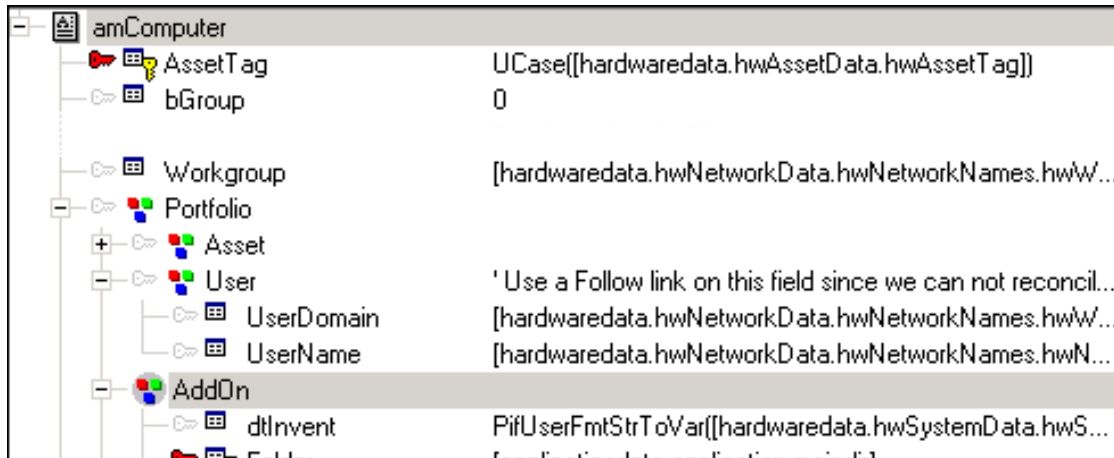 amComputer
AssetTag UCase([hardwaredata.hwAssetData.hwAssetTag])
bGroup 0
Workgroup [hardwaredata.hwNetworkData.hwNetworkNames.hwW...
Portfolio
Asset
User ' Use a Follow link on this field since we can not reconcil...
UserDomain [hardwaredata.hwNetworkData.hwNetworkNames.hwW...
UserName [hardwaredata.hwNetworkData.hwNetworkNames.hwN...
AddOn
dtInvent PifUserFmtStrToVar([hardwaredata.hwSystemData.hwS...
Folder